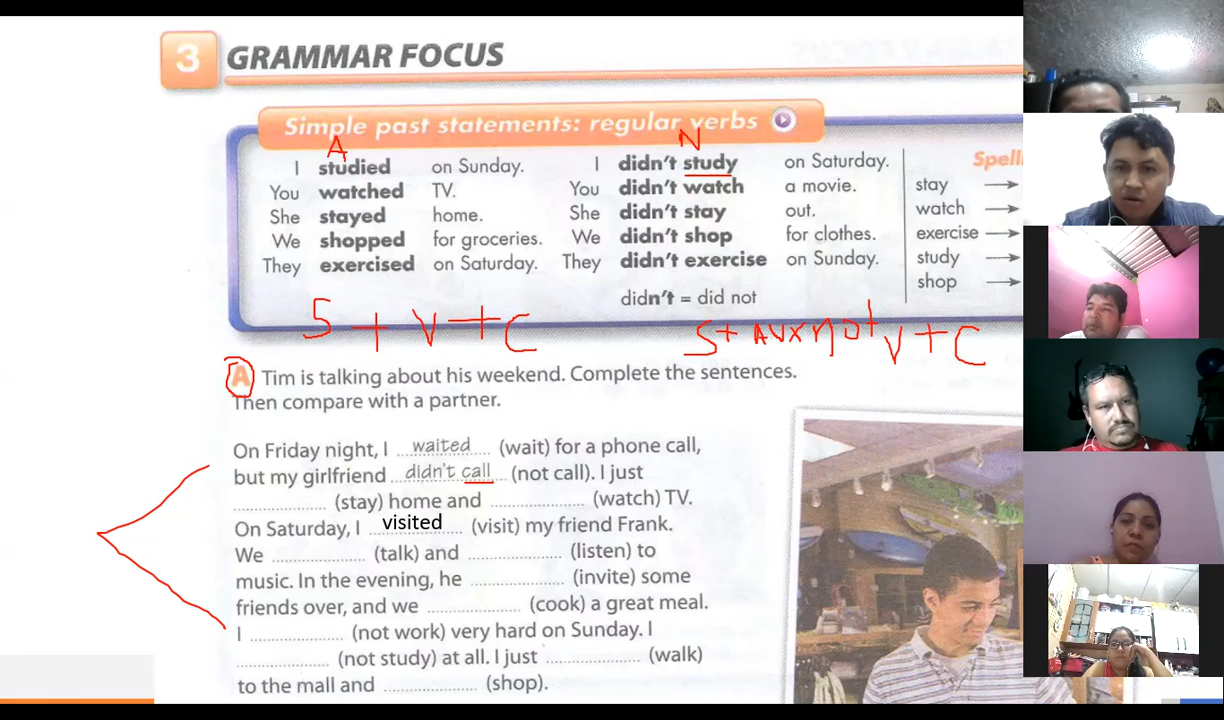 3 GRAMMAR FOCUS
Simple past statements: regular verbs
A N
I studied on Sunday. I didn't study on Saturday.
You watched TV. You didn't watch a movie.
She stayed home. She didn't stay out.
We shopped for groceries. We didn't shop for clothes.
They exercised on Saturday. They didn't exercise on Sunday.
didn't = did not
Spell
stay →
watch →
exercise →
study →
shop
S + V + C
S + AUX not + V + C
A Tim is talking about his weekend. Complete the sentences.
Then compare with a partner.
On Friday night, I waited (wait) for a phone call,
but my girlfriend didn't call (not call). I just
(stay) home and (watch) TV.
On Saturday, I visited (visit) my friend Frank.
We (talk) and (listen) to
music. In the evening, he (invite) some
friends over, and we (cook) a great meal.
I (not work) very hard on Sunday. I
(not study) at all. I just (walk)
to the mall and (shop).